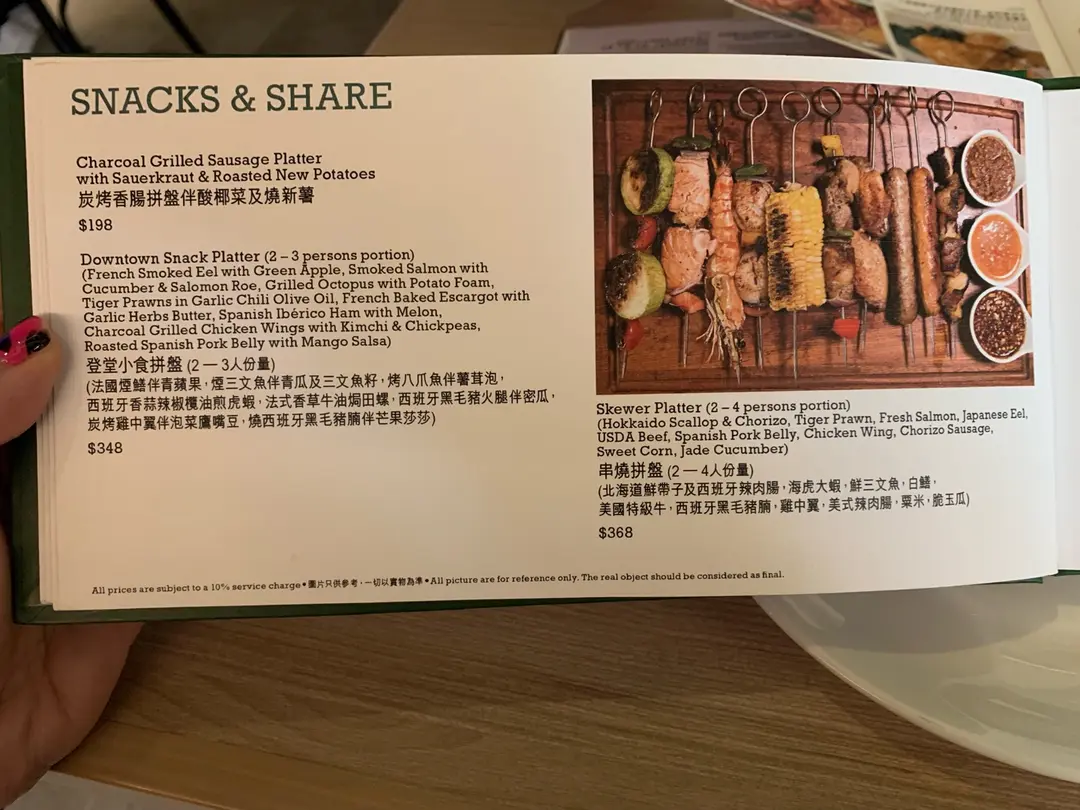 SNACKS & SHARE
Charcoal Grilled Sausage Platter
with Sauerkraut & Roasted New Potatoes
炭烤香腸拼盤伴酸椰菜及燒新薯
$198
Downtown Snack Platter (2 – 3 persons portion)
(French Smoked Eel with Green Apple, Smoked Salmon with
Cucumber & Salomon Roe, Grilled Octopus with Potato Foam,
Tiger Prawns in Garlic Chili Olive Oil, French Baked Escargot with
Garlic Herbs Butter, Spanish Ibérico Ham with Melon,
Charcoal Grilled Chicken Wings with Kimchi & Chickpeas,
Roasted Spanish Pork Belly with Mango Salsa)
登堂小食拼盤 (2 — 3人份量)
(法國煙鱔伴青蘋果，煙三文魚伴青瓜及三文魚籽，烤八爪魚伴薯茸泡，
西班牙香蒜辣椒欖油煎虎蝦，法式香草牛油焗田螺，西班牙黑毛豬火腿伴密瓜，
炭烤雞中翼伴泡菜鷹嘴豆，燒西班牙黑毛豬腩伴芒果莎莎)
$348
Skewer Platter (2 – 4 persons portion)
(Hokkaido Scallop & Chorizo, Tiger Prawn, Fresh Salmon, Japanese Eel,
USDA Beef, Spanish Pork Belly, Chicken Wing, Chorizo Sausage,
Sweet Corn, Jade Cucumber)
串燒拼盤 (2 — 4人份量)
(北海道鮮帶子及西班牙辣肉腸，海虎大蝦，鮮三文魚，白鱔，
美國特級牛，西班牙黑毛豬腩，雞中翼，美式辣肉腸，粟米，脆玉瓜)
$368
All prices are subject to a 10% service charge • 圖片只供參考，一切以實物為準 • All picture are for reference only. The real object should be considered as final.